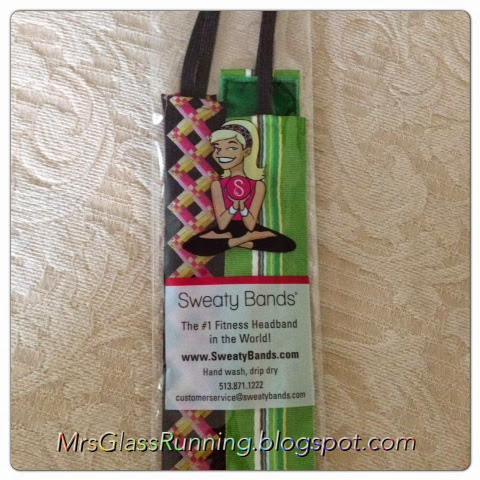 S
Sweaty Bands®
The #1 Fitness Headband
in the World!
www.SweatyBands.com
Hand wash, drip dry
513.871.1222
customerservice@sweatybands.com
MrsGlassRunning.blogspot.com